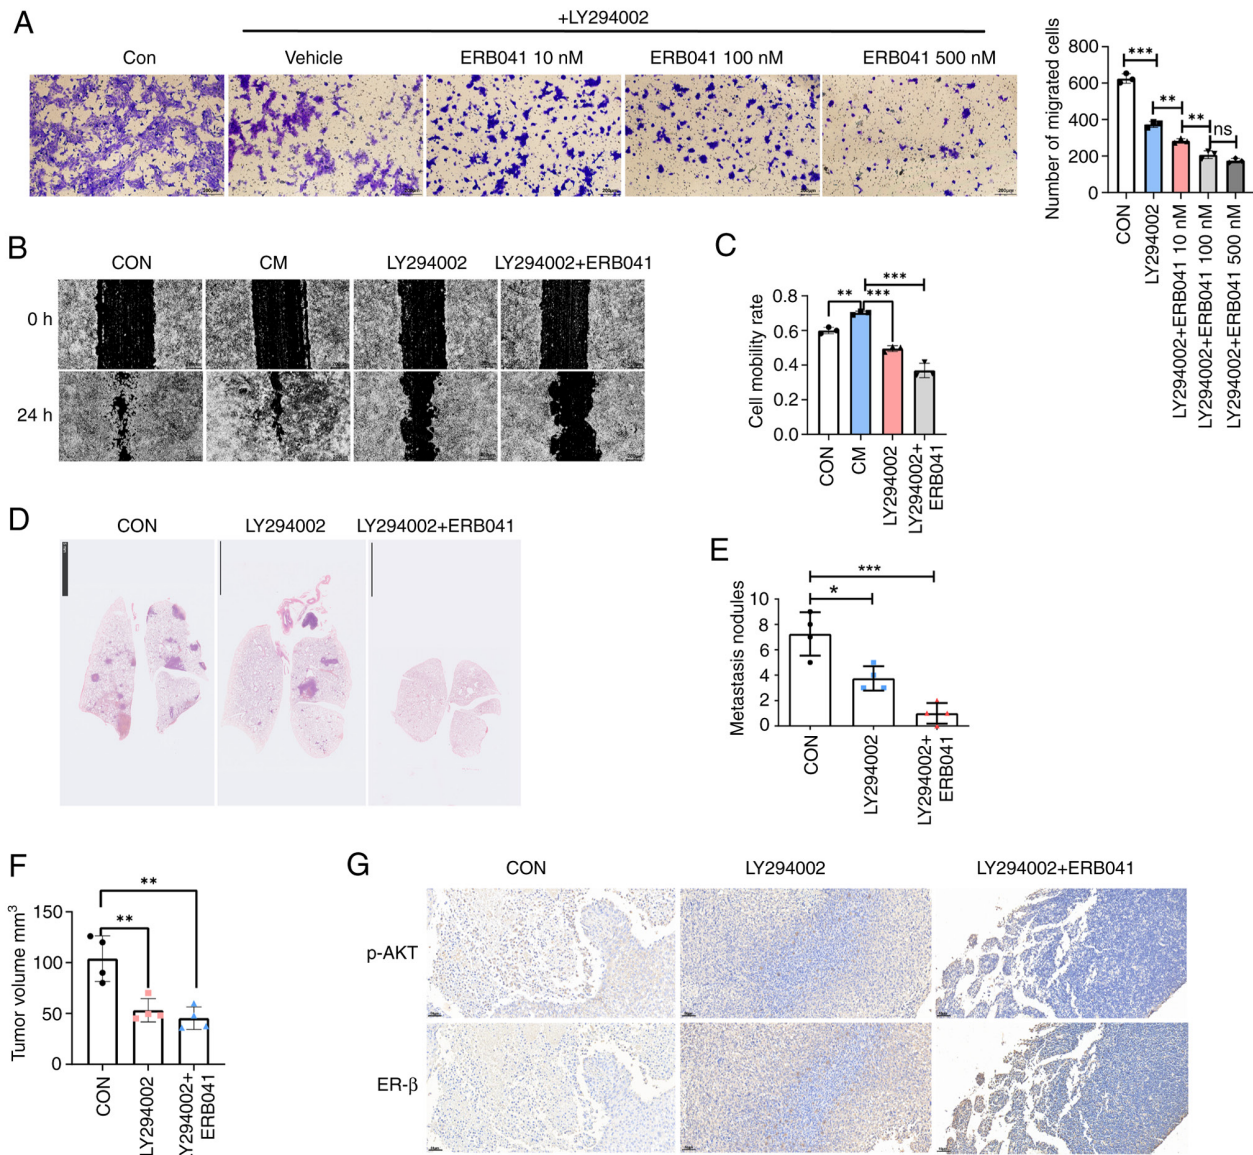 A
+LY294002
Con
Vehicle
ERB041 10 nM
ERB041 100 nM
ERB041 500 nM
Number of migrated cells
800
600
400
200
0
***
**
**
ns
CON
LY294002
LY294002+ERB041 10 nM
LY294002+ERB041 100 nM
LY294002+ERB041 500 nM
B
CON
CM
LY294002
LY294002+ERB041
0 h
24 h
C
Cell mobility rate
0.8
0.6
0.4
0.2
0.0
***
**
***
CON
CM
LY294002
LY294002+
ERB041
D
CON
LY294002
LY294002+ERB041
E
Metastasis nodules
10
8
6
4
2
0
***
*
CON
LY294002
LY294002+
ERB041
F
Tumor volume mm3
150
100
50
0
**
**
CON
LY294002
LY294002+
ERB041
G
CON
LY294002
LY294002+ERB041
p-AKT
ER-β